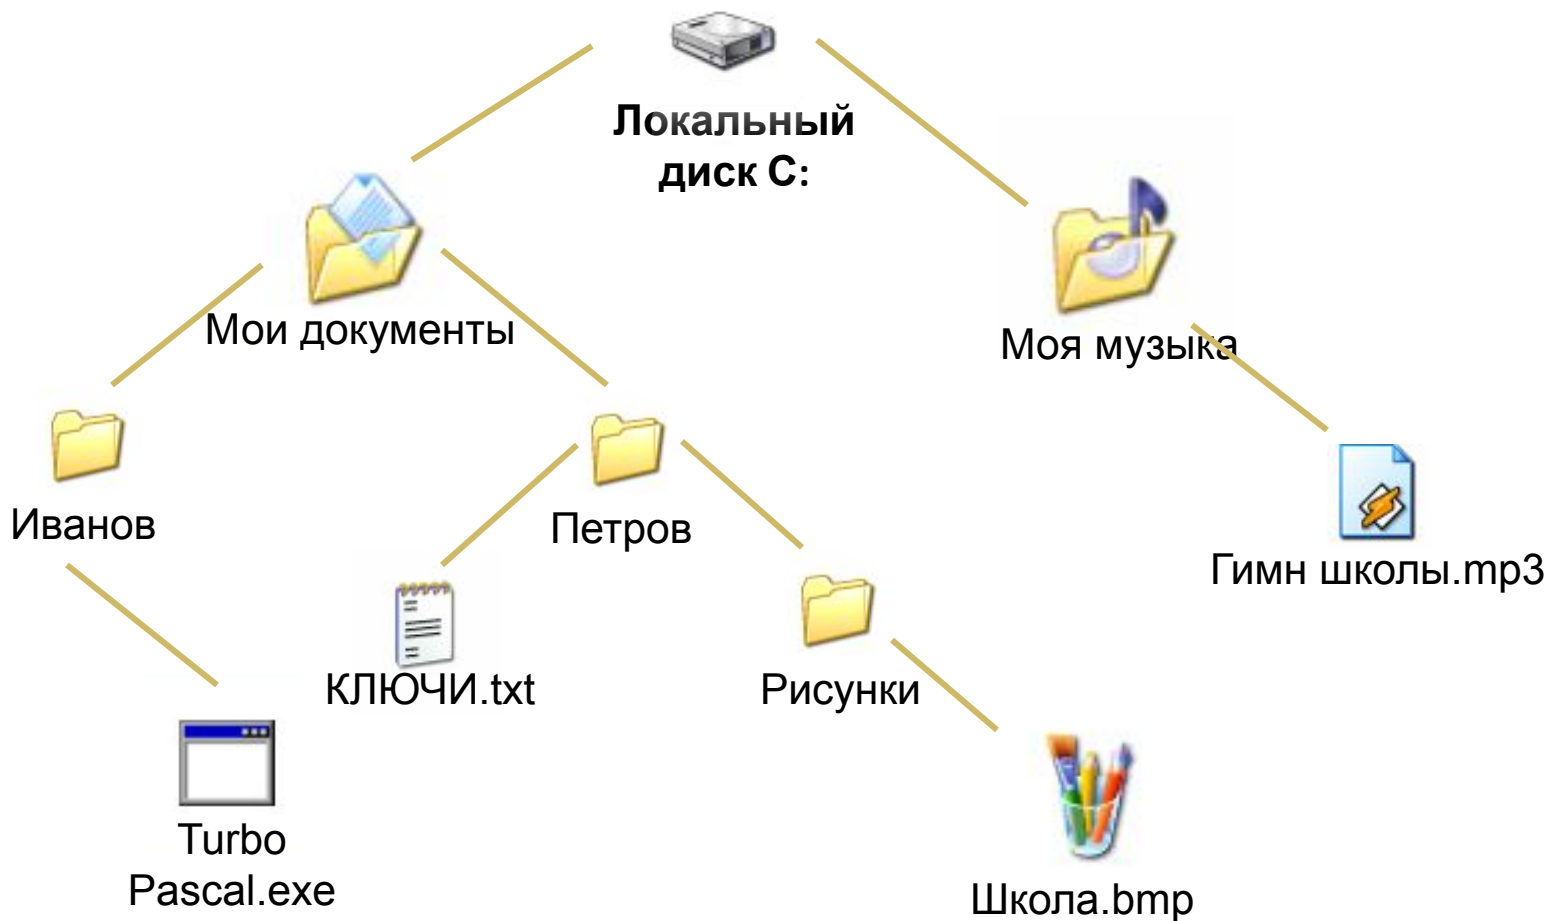 Локальный
диск C:
Мои документы
Моя музыка
Иванов
Петров
Гимн школы.mp3
КЛЮЧИ.txt
Рисунки
Turbo
Pascal.exe
Школа.bmp